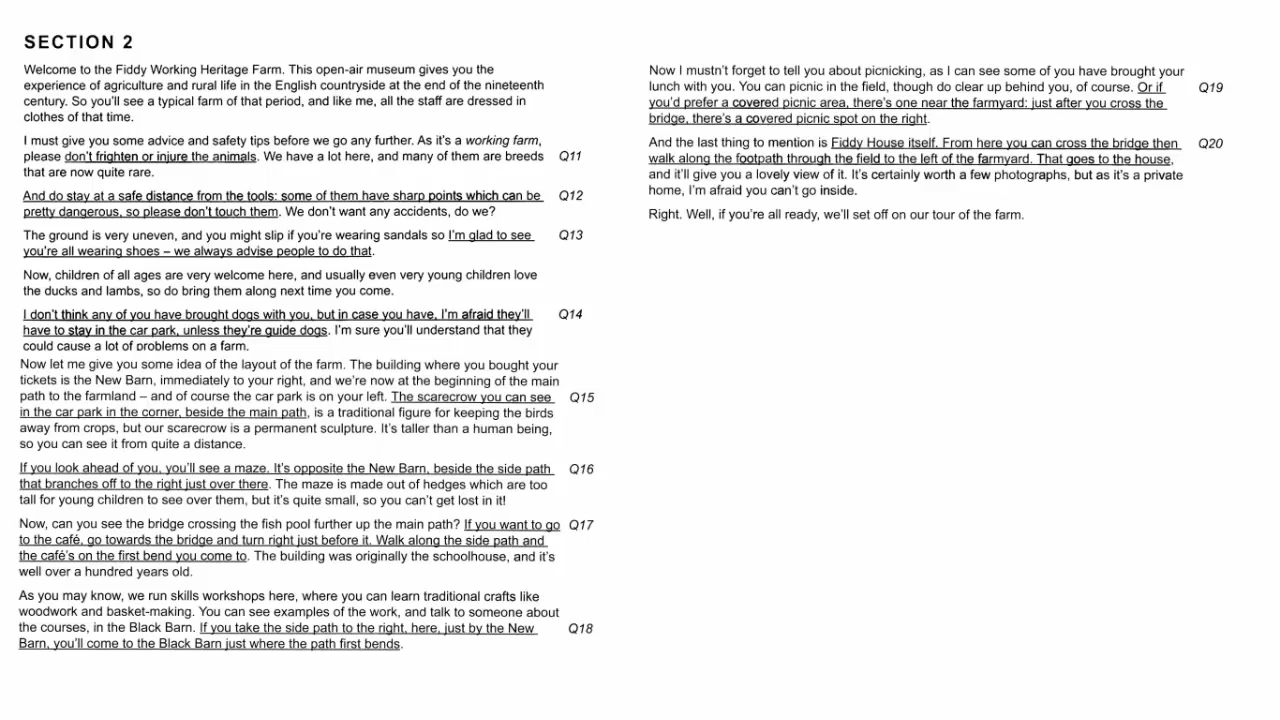 SECTION 2
Welcome to the Fiddy Working Heritage Farm. This open-air museum gives you the
experience of agriculture and rural life in the English countryside at the end of the nineteenth
century. So you'll see a typical farm of that period, and like me, all the staff are dressed in
clothes of that time.
I must give you some advice and safety tips before we go any further. As it's a working farm,
please don't frighten or injure the animals. We have a lot here, and many of them are breeds Q11
that are now quite rare.
And do stay at a safe distance from the tools: some of them have sharp points which can be Q12
pretty dangerous, so please don't touch them. We don't want any accidents, do we?
The ground is very uneven, and you might slip if you're wearing sandals so I'm glad to see Q13
you're all wearing shoes – we always advise people to do that.
Now, children of all ages are very welcome here, and usually even very young children love
the ducks and lambs, so do bring them along next time you come.
I don't think any of you have brought dogs with you, but in case you have, I'm afraid they'll Q14
have to stay in the car park, unless they're guide dogs. I'm sure you'll understand that they
could cause a lot of problems on a farm.
Now let me give you some idea of the layout of the farm. The building where you bought your
tickets is the New Barn, immediately to your right, and we're now at the beginning of the main
path to the farmland – and of course the car park is on your left. The scarecrow you can see Q15
in the car park in the corner, beside the main path, is a traditional figure for keeping the birds
away from crops, but our scarecrow is a permanent sculpture. It's taller than a human being,
so you can see it from quite a distance.
If you look ahead of you, you'll see a maze. It's opposite the New Barn, beside the side path Q16
that branches off to the right just over there. The maze is made out of hedges which are too
tall for young children to see over them, but it's quite small, so you can't get lost in it!
Now, can you see the bridge crossing the fish pool further up the main path? If you want to go Q17
to the café, go towards the bridge and turn right just before it. Walk along the side path and
the café's on the first bend you come to. The building was originally the schoolhouse, and it's
well over a hundred years old.
As you may know, we run skills workshops here, where you can learn traditional crafts like
woodwork and basket-making. You can see examples of the work, and talk to someone about
the courses, in the Black Barn. If you take the side path to the right, here, just by the New Q18
Barn, you'll come to the Black Barn just where the path first bends.
Now I mustn't forget to tell you about picnicking, as I can see some of you have brought your
lunch with you. You can picnic in the field, though do clear up behind you, of course. Or if Q19
you'd prefer a covered picnic area, there's one near the farmyard: just after you cross the
bridge, there's a covered picnic spot on the right.
And the last thing to mention is Fiddy House itself. From here you can cross the bridge then Q20
walk along the footpath through the field to the left of the farmyard. That goes to the house,
and it'll give you a lovely view of it. It's certainly worth a few photographs, but as it's a private
home, I'm afraid you can't go inside.
Right. Well, if you're all ready, we'll set off on our tour of the farm.